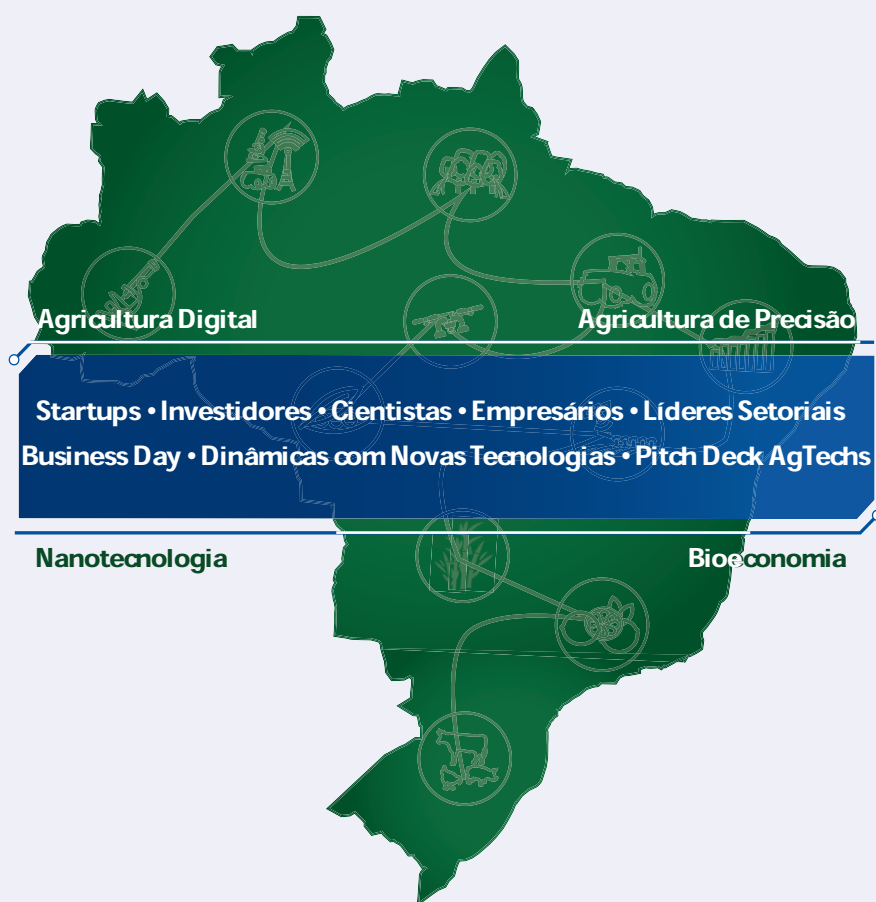 Agricultura Digital
Agricultura de Precisão
Startups • Investidores • Cientistas • Empresários • Líderes Setoriais
Business Day • Dinâmicas com Novas Tecnologias • Pitch Deck AgTechs
Nanotecnologia
Bioeconomia